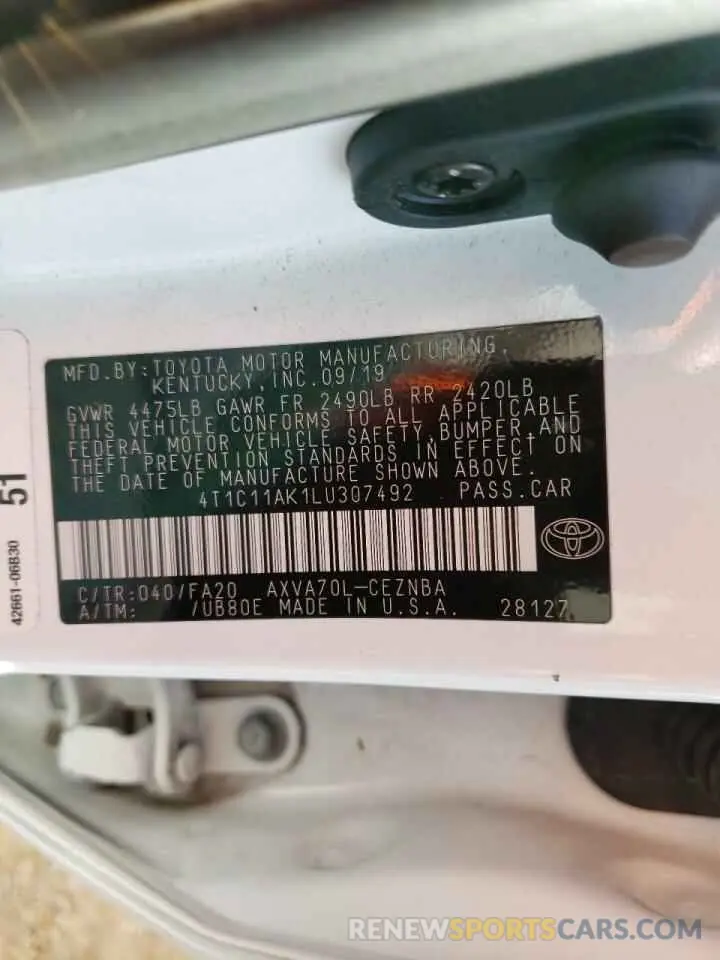 MFD.BY:TOYOTA MOTOR MANUFACTURING,
KENTUCKY,INC.09/19
GVWR 4475LB GAWR FR 2490LB RR 2420LB
THIS VEHICLE CONFORMS TO ALL APPLICABLE
FEDERAL MOTOR VEHICLE SAFETY,BUMPER,AND
THEFT PREVENTION STANDARDS IN EFFECT ON
THE DATE OF MANUFACTURE SHOWN ABOVE.
4T1C11AK1LU307492 PASS.CAR
C/TR:040/FA20 AXVA70L-CEZNBA
A/TM: /UB80E MADE IN U.S.A. 28127
51
42661-06B30
RENEWSPORTSCARS.COM